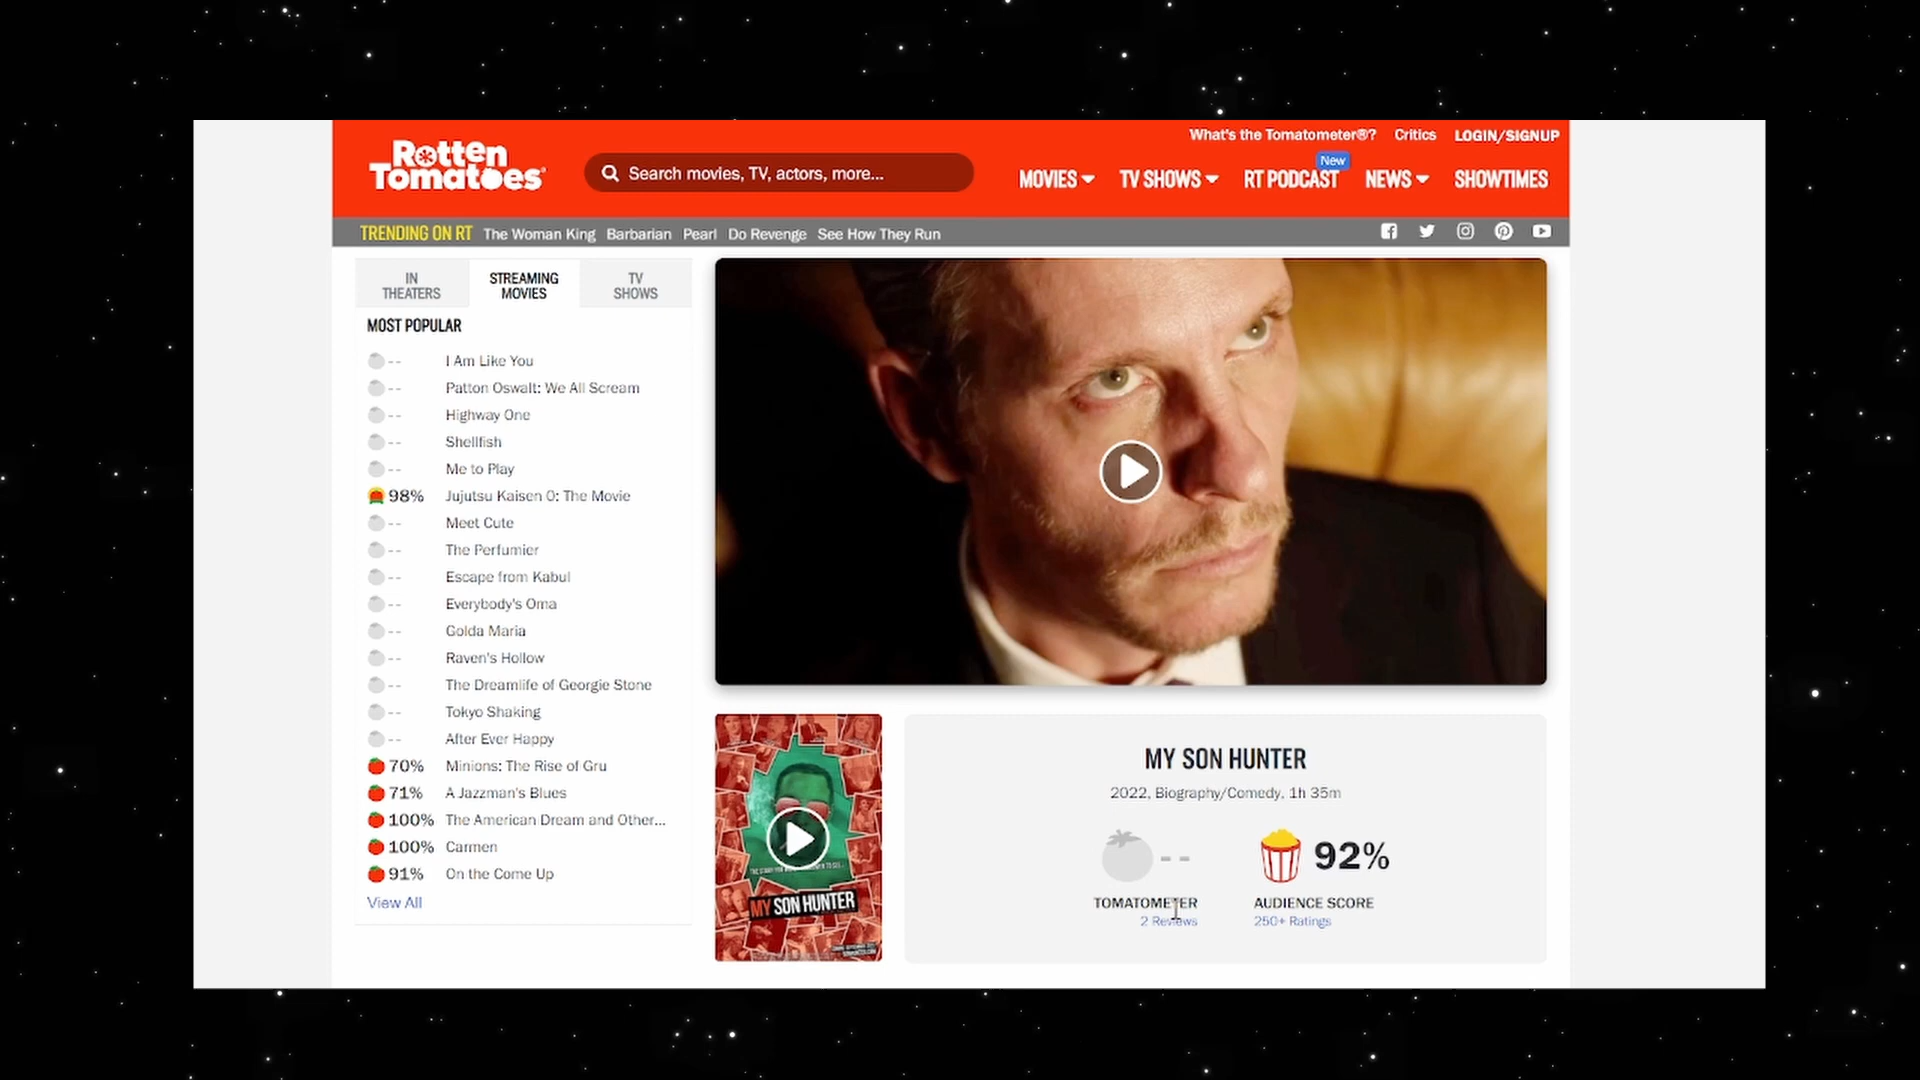 What's the Tomatometer®? Critics LOGIN/SIGNUP
Rotten
Tomatoes
Search movies, TV, actors, more...
New
MOVIES TV SHOWS RT PODCAST NEWS SHOWTIMES
TRENDING ON RT The Woman King Barbarian Pearl Do Revenge See How They Run
IN
THEATERS
STREAMING
MOVIES
TV
SHOWS
MOST POPULAR
-- I Am Like You
-- Patton Oswalt: We All Scream
-- Highway One
-- Shellfish
-- Me to Play
98% Jujutsu Kaisen 0: The Movie
-- Meet Cute
-- The Perfumier
-- Escape from Kabul
-- Everybody's Oma
-- Golda Maria
-- Raven's Hollow
-- The Dreamlife of Georgie Stone
-- Tokyo Shaking
-- After Ever Happy
70% Minions: The Rise of Gru
71% A Jazzman's Blues
100% The American Dream and Other...
100% Carmen
91% On the Come Up
View All
MY SON HUNTER
MY SON HUNTER
2022, Biography/Comedy, 1h 35m
-- 92%
TOMATOMETER AUDIENCE SCORE
2 Reviews 250+ Ratings